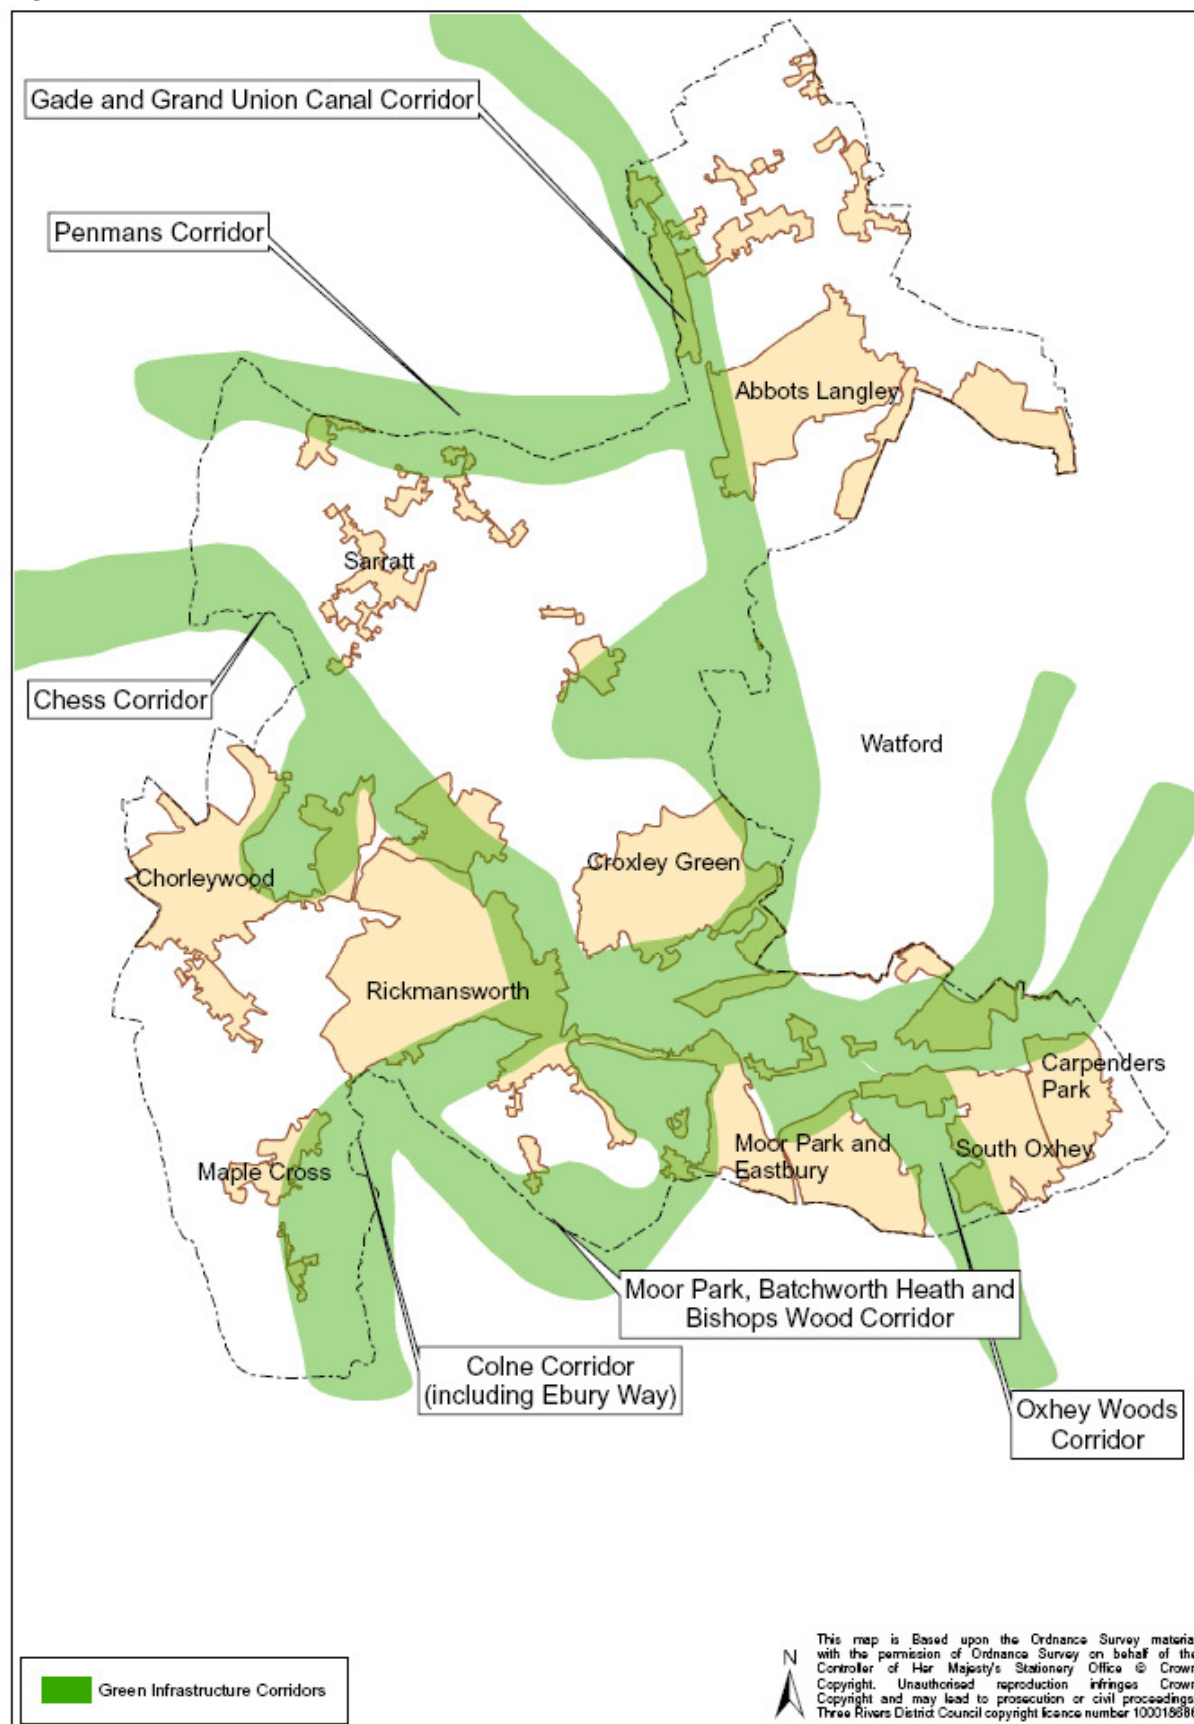 Gade and Grand Union Canal Corridor
Penmans Corridor
Abbots Langley
Sarratt
Chess Corridor
Watford
Croxley Green
Chorleywood
Rickmansworth
Carpenders
Park
Moor Park and
Eastbury
South Oxhey
Maple Cross
Moor Park, Batchworth Heath and
Bishops Wood Corridor
Colne Corridor
(including Ebury Way)
Oxhey Woods
Corridor
Green Infrastructure Corridors
N
This map is Based upon the Ordnance Survey material
with the permission of Ordnance Survey on behalf of the
Controller of Her Majesty's Stationery Office © Crown
Copyright. Unauthorised reproduction infringes Crown
Copyright and may lead to prosecution or civil proceedings.
Three Rivers District Council copyright licence number 100018686